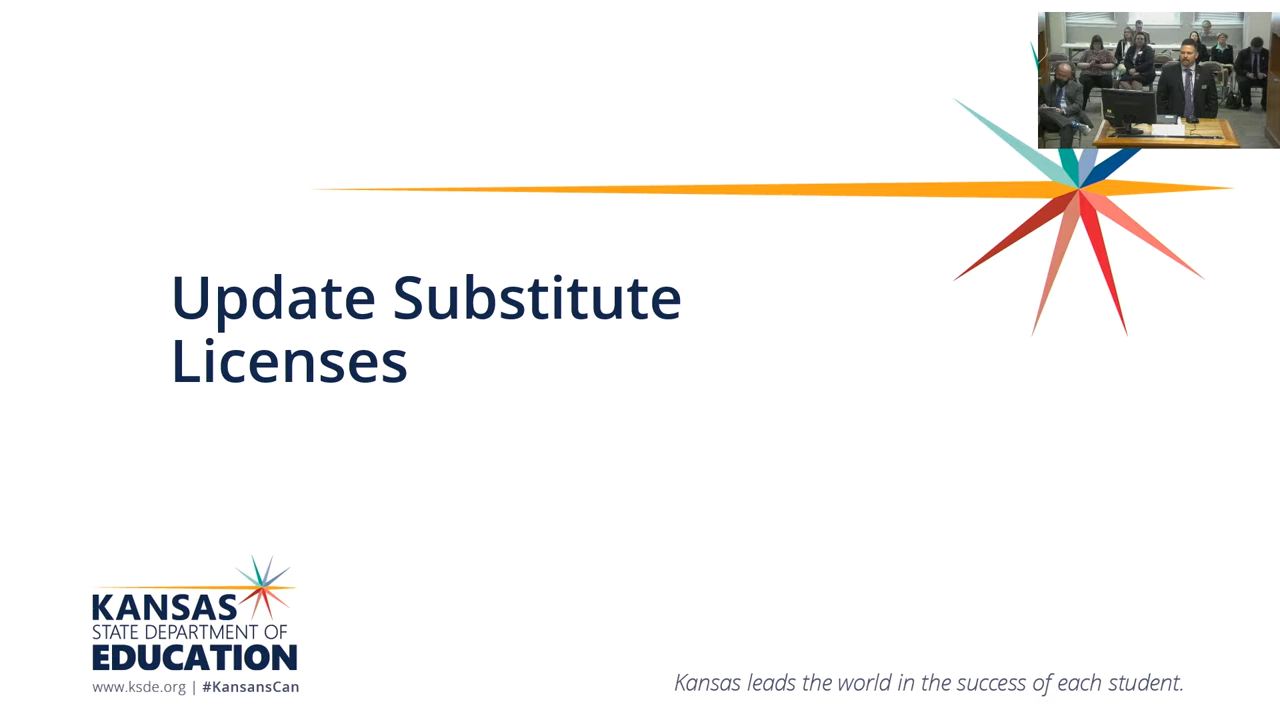 Update Substitute
Licenses
KANSAS
STATE DEPARTMENT OF
EDUCATION
www.ksde.org | #KansansCan
Kansas leads the world in the success of each student.